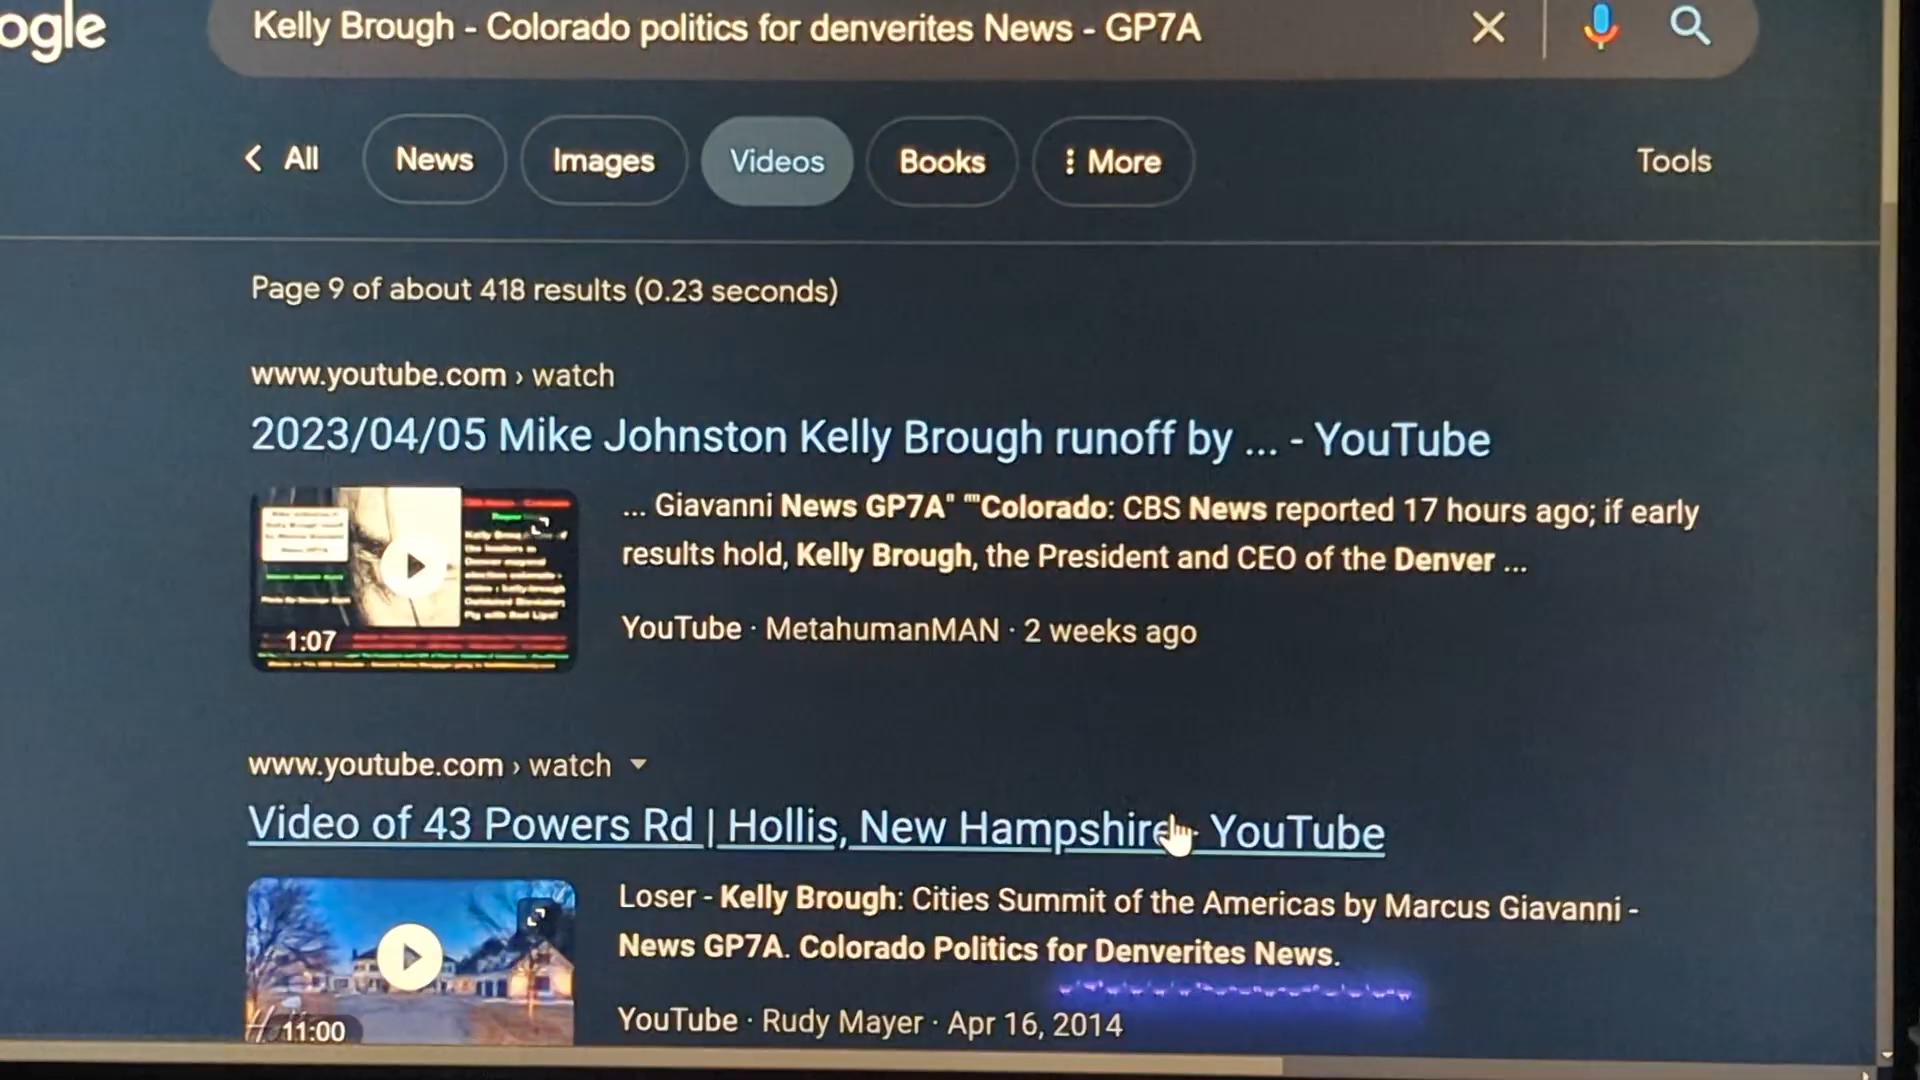 ogle
Kelly Brough - Colorado politics for denverites News - GP7A
All News Images Videos Books More Tools
Page 9 of about 418 results (0.23 seconds)
www.youtube.com › watch
2023/04/05 Mike Johnston Kelly Brough runoff by ... - YouTube
... Giavanni News GP7A" ""Colorado: CBS News reported 17 hours ago; if early
results hold, Kelly Brough, the President and CEO of the Denver ...
YouTube · MetahumanMAN · 2 weeks ago
1:07
www.youtube.com › watch
Video of 43 Powers Rd | Hollis, New Hampshire - YouTube
Loser - Kelly Brough: Cities Summit of the Americas by Marcus Giavanni -
News GP7A. Colorado Politics for Denverites News.
YouTube · Rudy Mayer · Apr 16, 2014
11:00